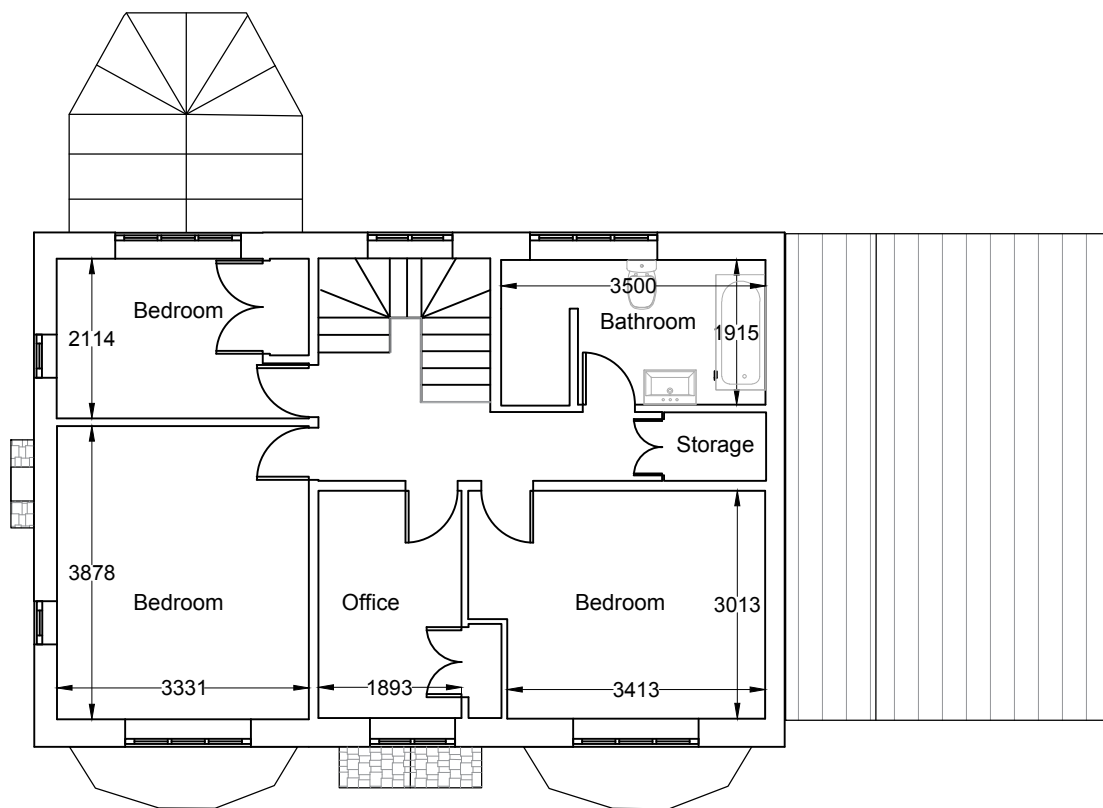 3500
Bedroom
Bathroom
2114
1915
Storage
3878
Bedroom
Office
Bedroom
3013
3331
1893
3413